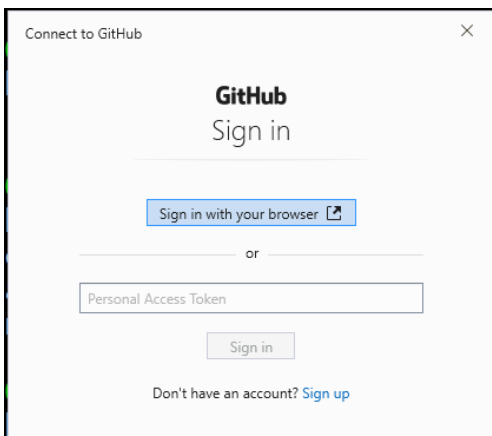 Connect to GitHub
GitHub
Sign in
Sign in with your browser
or
Personal Access Token
Sign in
Don't have an account? Sign up